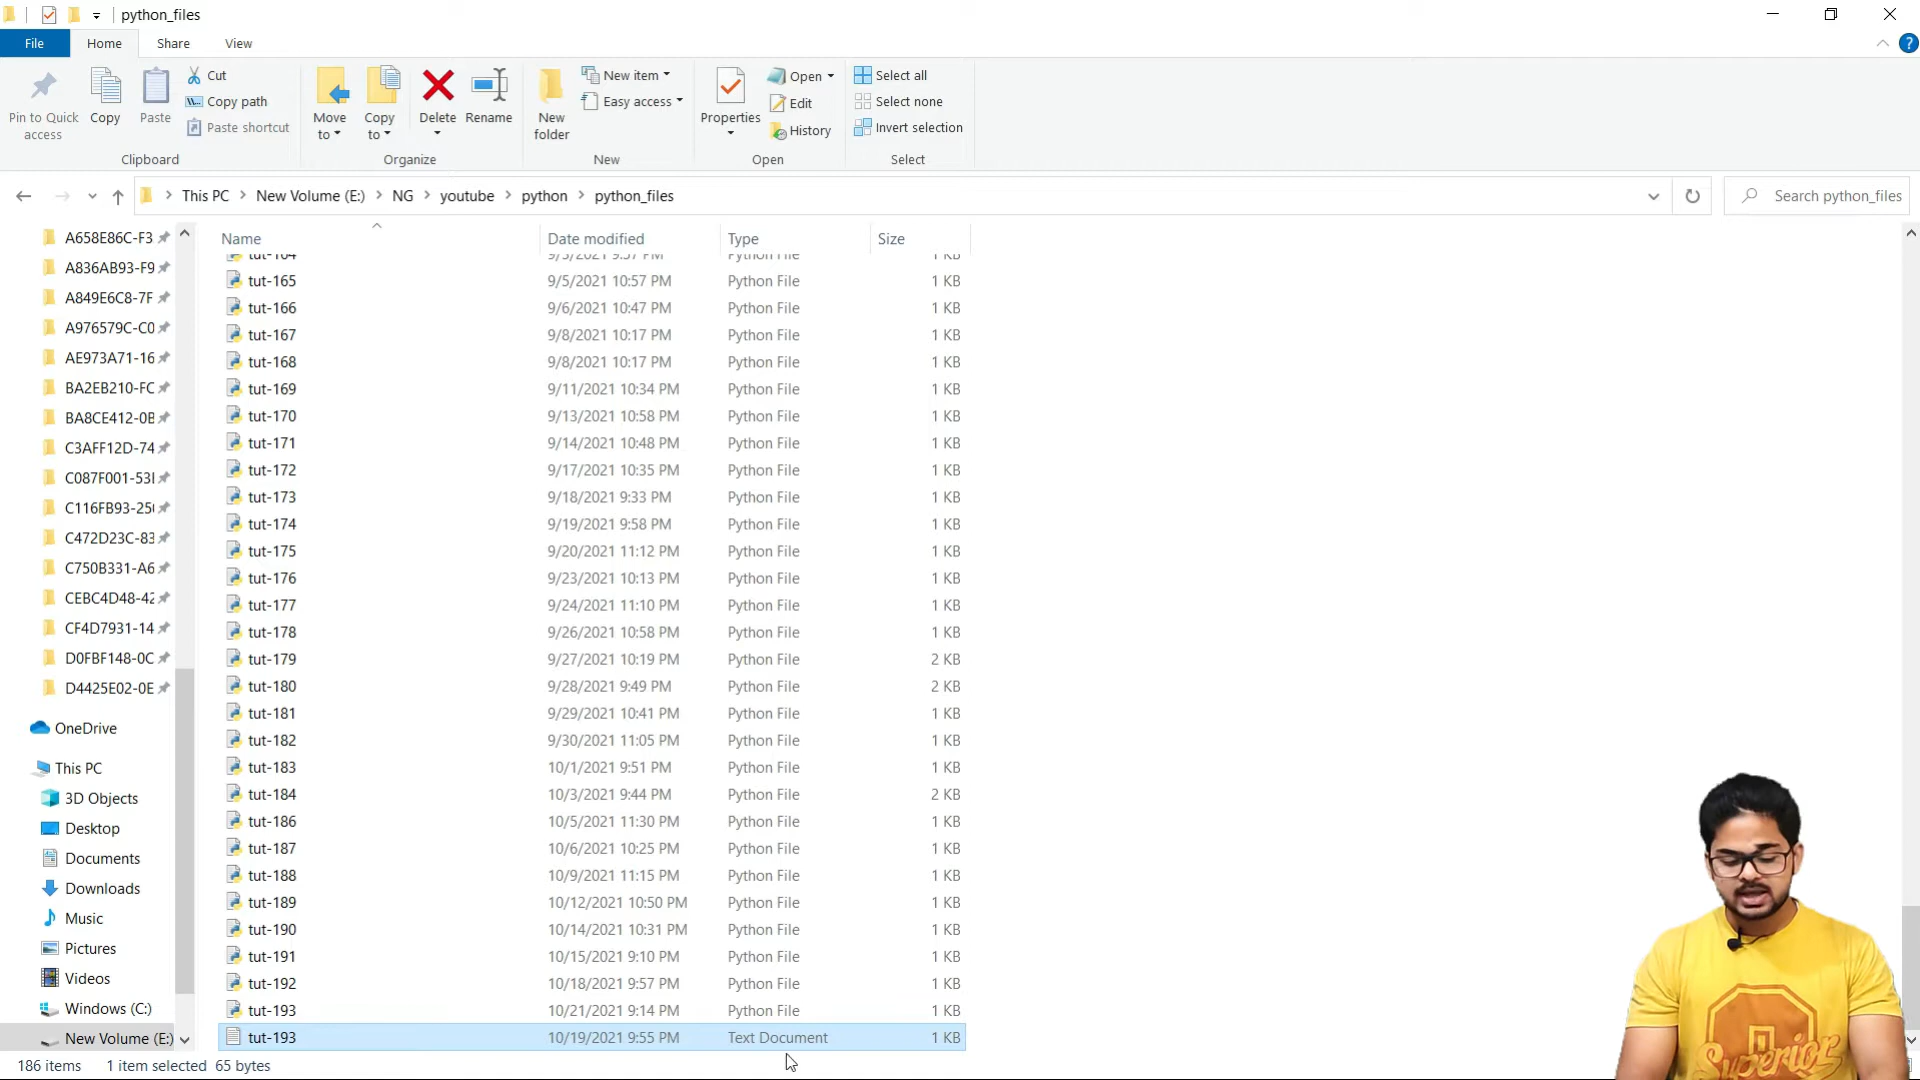 python_files
File Home Share View
Pin to Quick access
Copy
Paste
Cut
Copy path
Paste shortcut
Clipboard
Move to
Copy to
Delete
Rename
Organize
New folder
New item
Easy access
New
Properties
Open
Edit
History
Open
Select all
Select none
Invert selection
Select
This PC > New Volume (E:) > NG > youtube > python > python_files
Search python_files
A658E86C-F3
A836AB93-F9
A849E6C8-7F
A976579C-C0
AE973A71-16
BA2EB210-FC
BA8CE412-0B
C3AFF12D-74
C087F001-53
C116FB93-25
C472D23C-83
C750B331-A6
CEBC4D48-42
CF4D7931-14
D0FBF148-0C
D4425E02-0E
OneDrive
This PC
3D Objects
Desktop
Documents
Downloads
Music
Pictures
Videos
Windows (C:)
New Volume (E:)
Name Date modified Type Size
tut-164 9/3/2021 9:37 PM Python File 1 KB
tut-165 9/5/2021 10:57 PM Python File 1 KB
tut-166 9/6/2021 10:47 PM Python File 1 KB
tut-167 9/8/2021 10:17 PM Python File 1 KB
tut-168 9/8/2021 10:17 PM Python File 1 KB
tut-169 9/11/2021 10:34 PM Python File 1 KB
tut-170 9/13/2021 10:58 PM Python File 1 KB
tut-171 9/14/2021 10:48 PM Python File 1 KB
tut-172 9/17/2021 10:35 PM Python File 1 KB
tut-173 9/18/2021 9:33 PM Python File 1 KB
tut-174 9/19/2021 9:58 PM Python File 1 KB
tut-175 9/20/2021 11:12 PM Python File 1 KB
tut-176 9/23/2021 10:13 PM Python File 1 KB
tut-177 9/24/2021 11:10 PM Python File 1 KB
tut-178 9/26/2021 10:58 PM Python File 1 KB
tut-179 9/27/2021 10:19 PM Python File 2 KB
tut-180 9/28/2021 9:49 PM Python File 2 KB
tut-181 9/29/2021 10:41 PM Python File 1 KB
tut-182 9/30/2021 11:05 PM Python File 1 KB
tut-183 10/1/2021 9:51 PM Python File 1 KB
tut-184 10/3/2021 9:44 PM Python File 2 KB
tut-186 10/5/2021 11:30 PM Python File 1 KB
tut-187 10/6/2021 10:25 PM Python File 1 KB
tut-188 10/9/2021 11:15 PM Python File 1 KB
tut-189 10/12/2021 10:50 PM Python File 1 KB
tut-190 10/14/2021 10:31 PM Python File 1 KB
tut-191 10/15/2021 9:10 PM Python File 1 KB
tut-192 10/18/2021 9:57 PM Python File 1 KB
tut-193 10/21/2021 9:14 PM Python File 1 KB
tut-193 10/19/2021 9:55 PM Text Document 1 KB
186 items 1 item selected 65 bytes
Superior